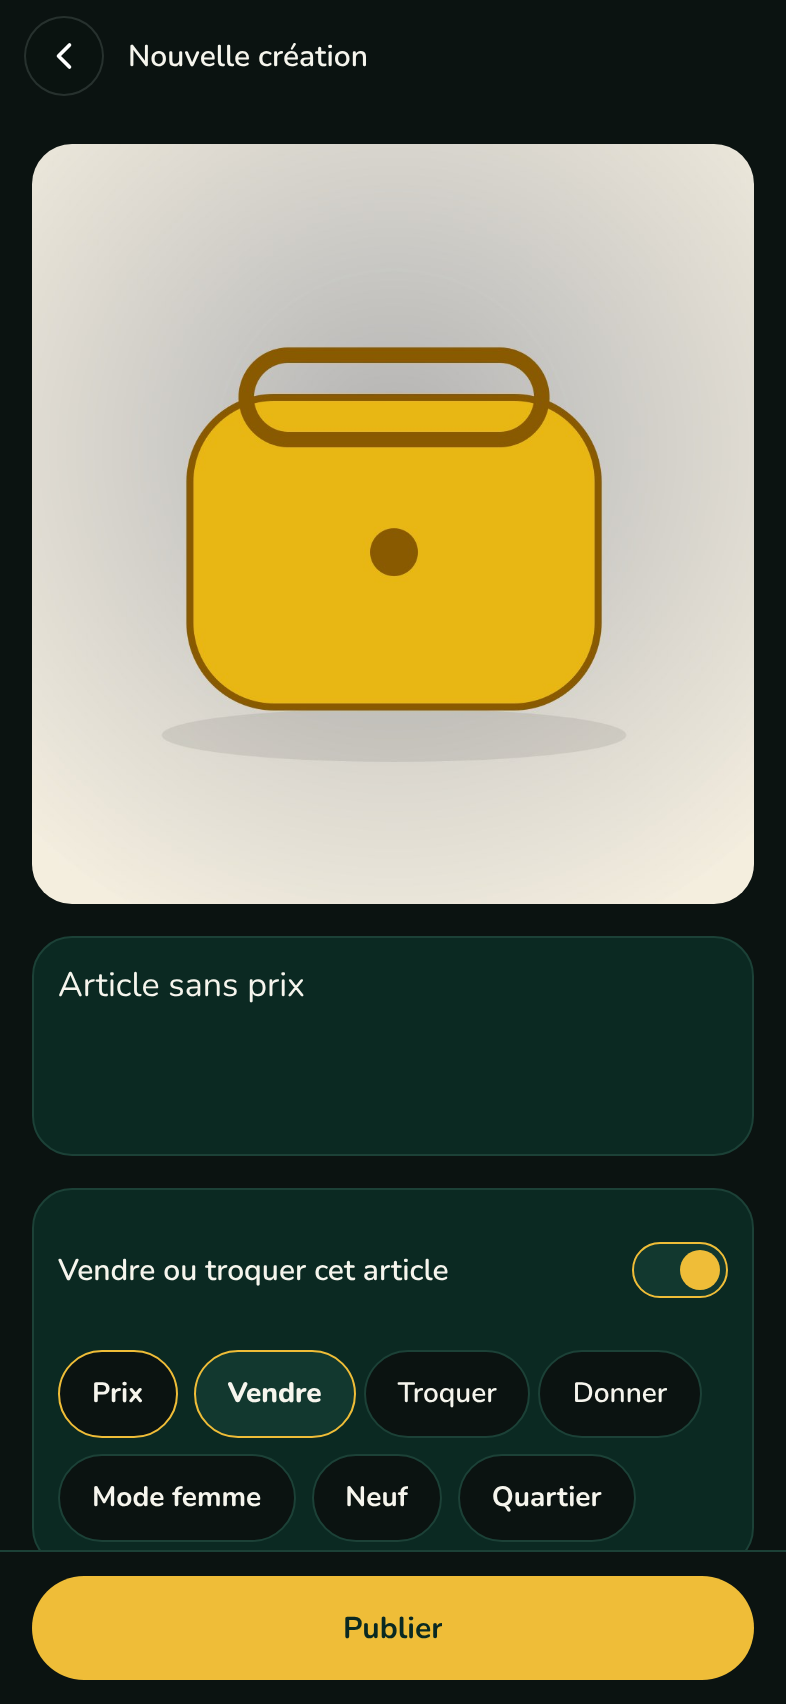 Nouvelle création
Article sans prix
Vendre ou troquer cet article
Prix Vendre Troquer Donner
Mode femme Neuf Quartier
Publier